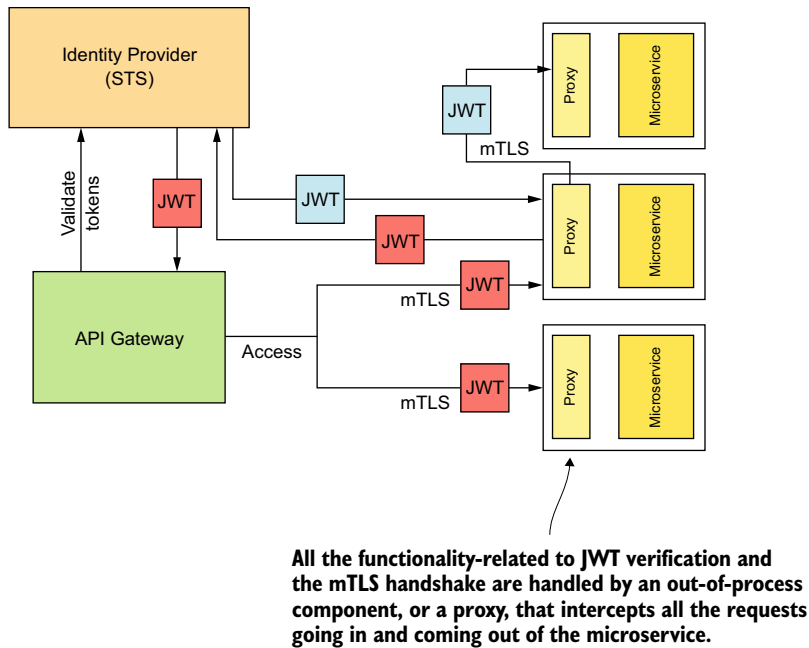 Identity Provider
(STS)
Validate
tokens
JWT
JWT
JWT
JWT
mTLS
Proxy
Microservice
Proxy
Microservice
API Gateway
Access
JWT
mTLS
JWT
mTLS
Proxy
Microservice
All the functionality-related to JWT verification and
the mTLS handshake are handled by an out-of-process
component, or a proxy, that intercepts all the requests
going in and coming out of the microservice.